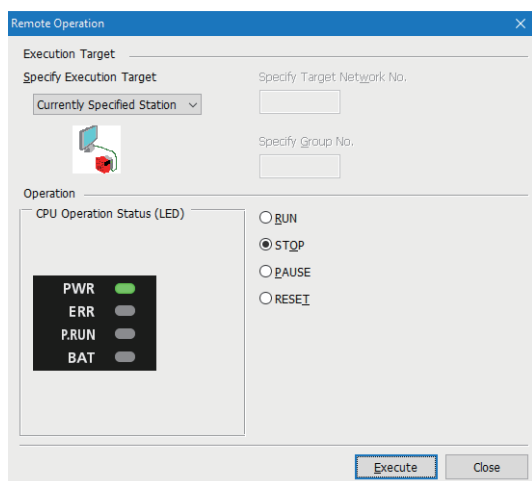 Remote Operation
Execution Target
Specify Execution Target
Specify Target Network No.
Currently Specified Station
Specify Group No.
Operation
CPU Operation Status (LED)
RUN
STOP
PAUSE
RESET
PWR
ERR
P.RUN
BAT
Execute
Close